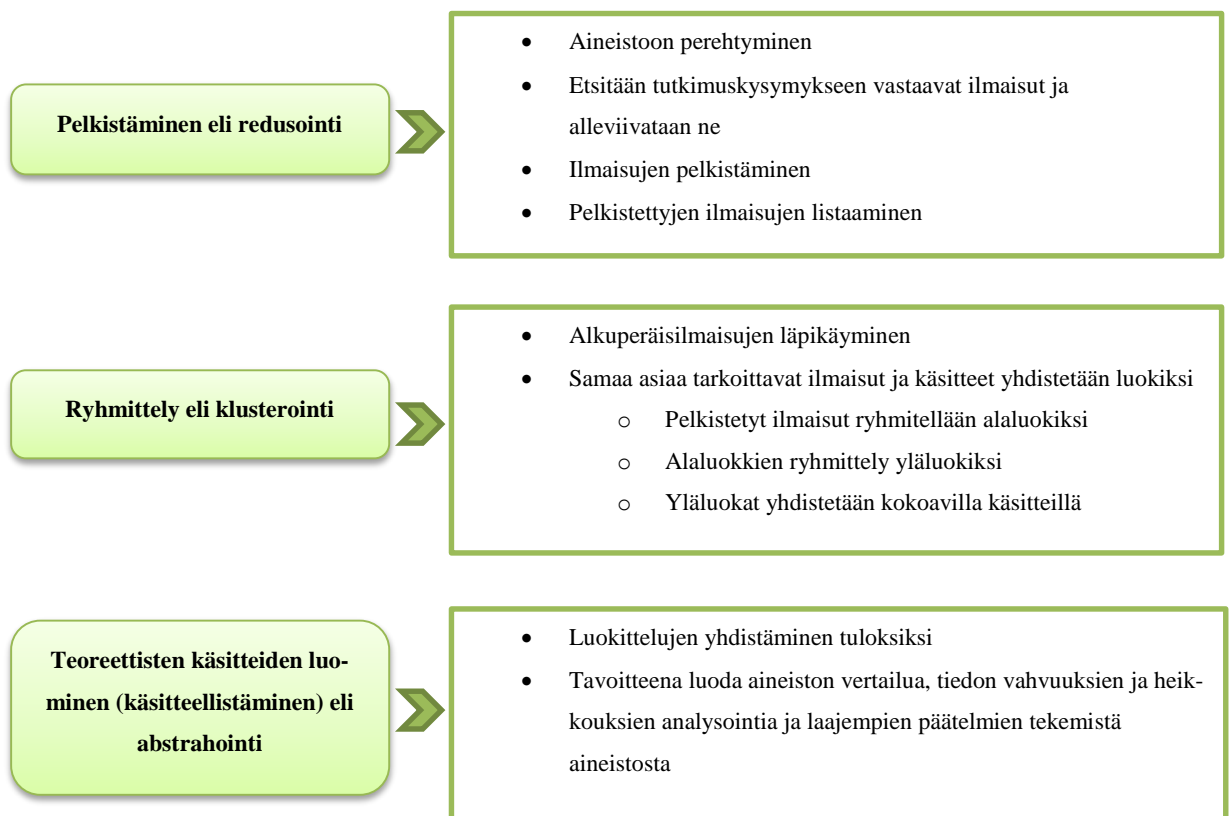 Pelkistäminen eli redusointi
• Aineistoon perehtyminen
• Etsitään tutkimuskysymykseen vastaavat ilmaisut ja
alleviivataan ne
• Ilmaisujen pelkistäminen
• Pelkistettyjen ilmaisujen listaaminen
Ryhmittely eli klusterointi
• Alkuperäisilmaisujen läpikäyminen
• Samaa asiaa tarkoittavat ilmaisut ja käsitteet yhdistetään luokiksi
o Pelkistetyt ilmaisut ryhmitellään alaluokiksi
o Alaluokkien ryhmittely yläluokiksi
o Yläluokat yhdistetään kokoavilla käsitteillä
Teoreettisten käsitteiden luo-
minen (käsitteellistäminen) eli
abstrahointi
• Luokittelujen yhdistäminen tuloksiksi
• Tavoitteena luoda aineiston vertailua, tiedon vahvuuksien ja heik-
kouksien analysointia ja laajempien päätelmien tekemistä
aineistosta